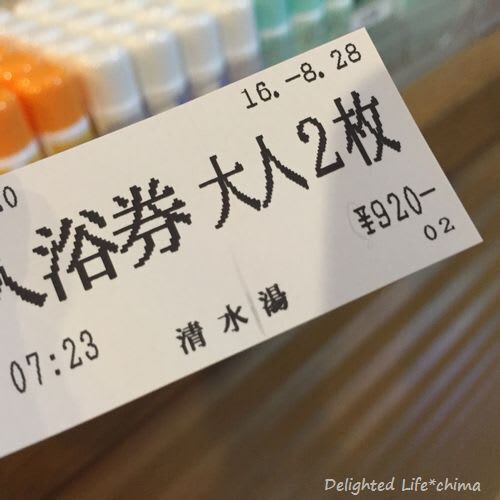 16.-8.28
入浴券 大人2枚
¥920-
02
07:23
清水湯
Delighted Life*chima